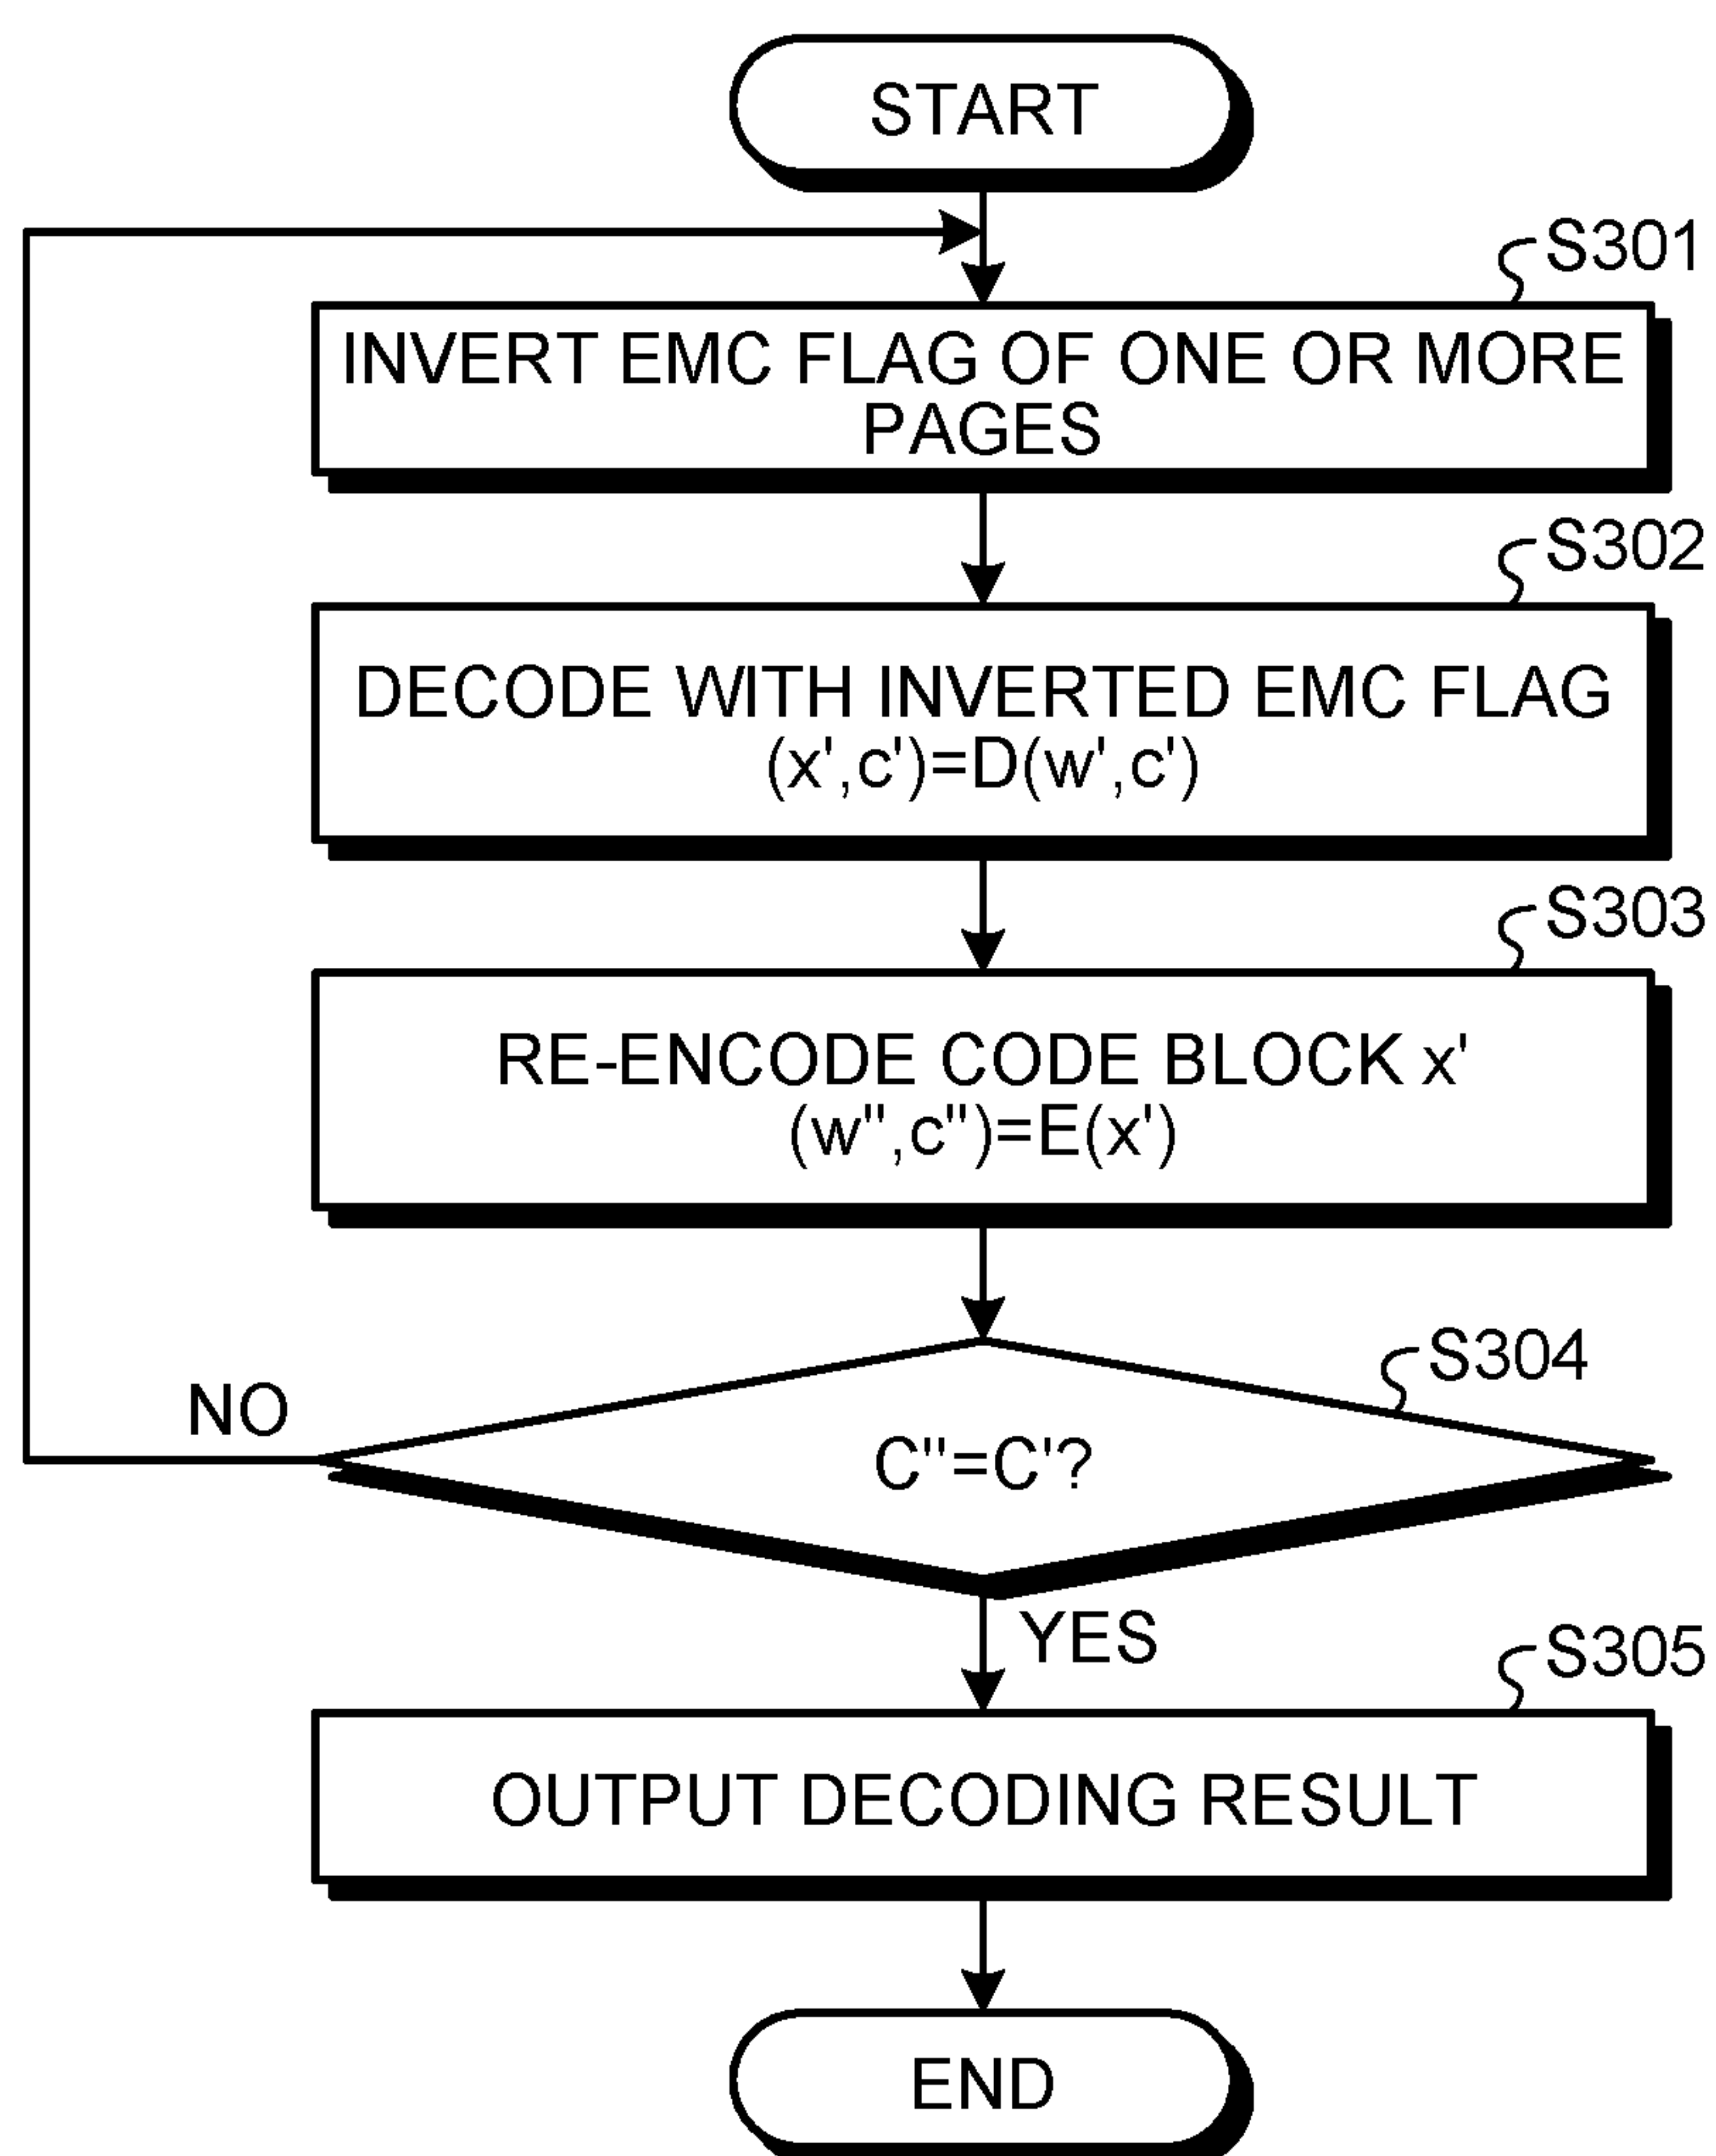 START
S301
INVERT EMC FLAG OF ONE OR MORE
PAGES
S302
DECODE WITH INVERTED EMC FLAG
(x',c')=D(w',c')
S303
RE-ENCODE CODE BLOCK x'
(w",c")=E(x')
S304
NO
C"=C'?
YES
S305
OUTPUT DECODING RESULT
END